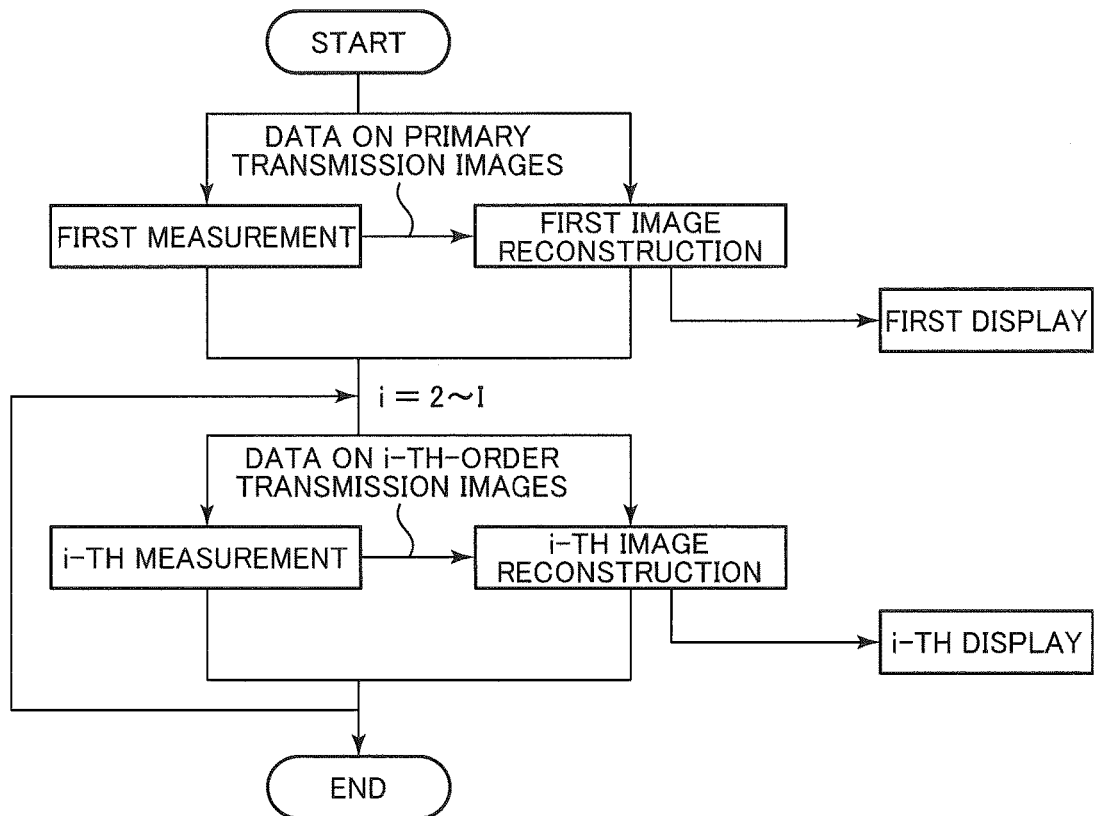 START
DATA ON PRIMARY
TRANSMISSION IMAGES
FIRST MEASUREMENT
FIRST IMAGE
RECONSTRUCTION
FIRST DISPLAY
i = 2～I
DATA ON i-TH-ORDER
TRANSMISSION IMAGES
i-TH MEASUREMENT
i-TH IMAGE
RECONSTRUCTION
i-TH DISPLAY
END